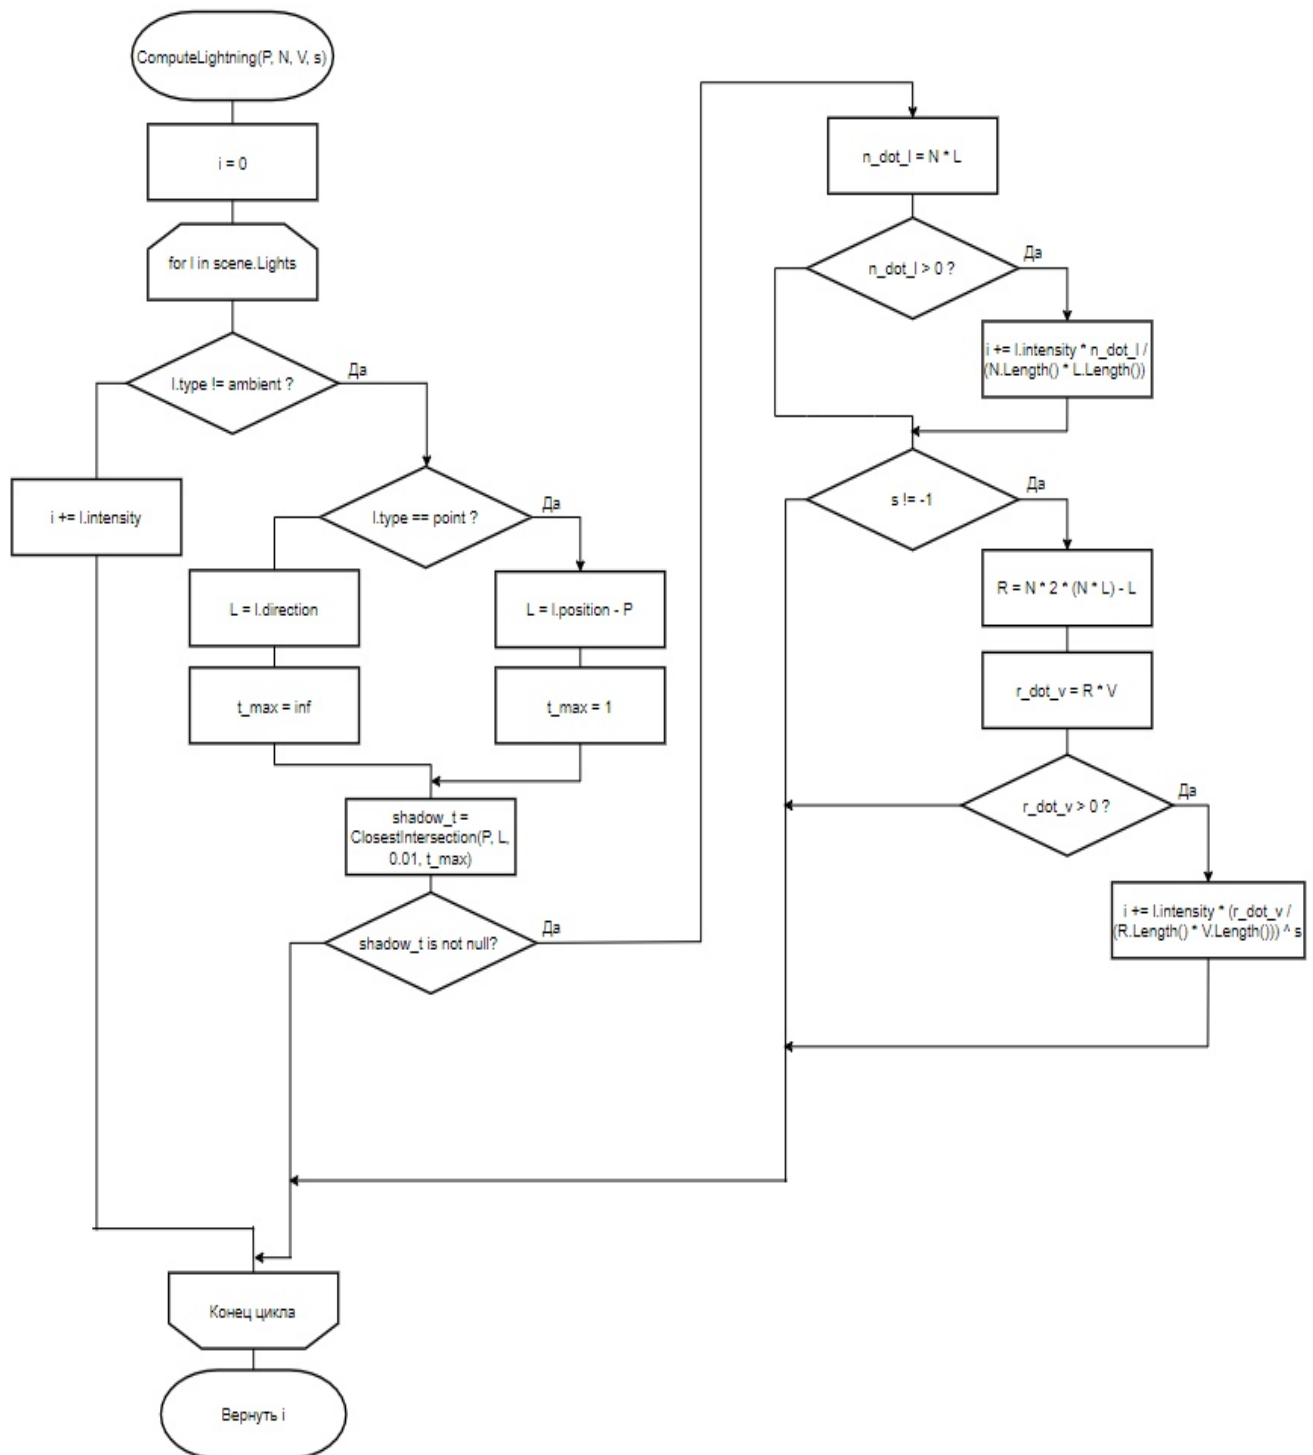 ComputeLightning(P, N, V, s)
i = 0
for l in scene.Lights
l.type != ambient ?
Да
i += l.intensity
l.type == point ?
Да
L = l.direction
L = l.position - P
t_max = inf
t_max = 1
shadow_t =
ClosestIntersection(P, L,
0.01, t_max)
shadow_t is not null?
Да
n_dot_l = N * L
n_dot_l > 0 ?
Да
i += l.intensity * n_dot_l /
(N.Length() * L.Length())
s != -1
Да
R = N * 2 * (N * L) - L
r_dot_v = R * V
r_dot_v > 0 ?
Да
i += l.intensity * (r_dot_v /
(R.Length() * V.Length())) ^ s
Конец цикла
Вернуть i